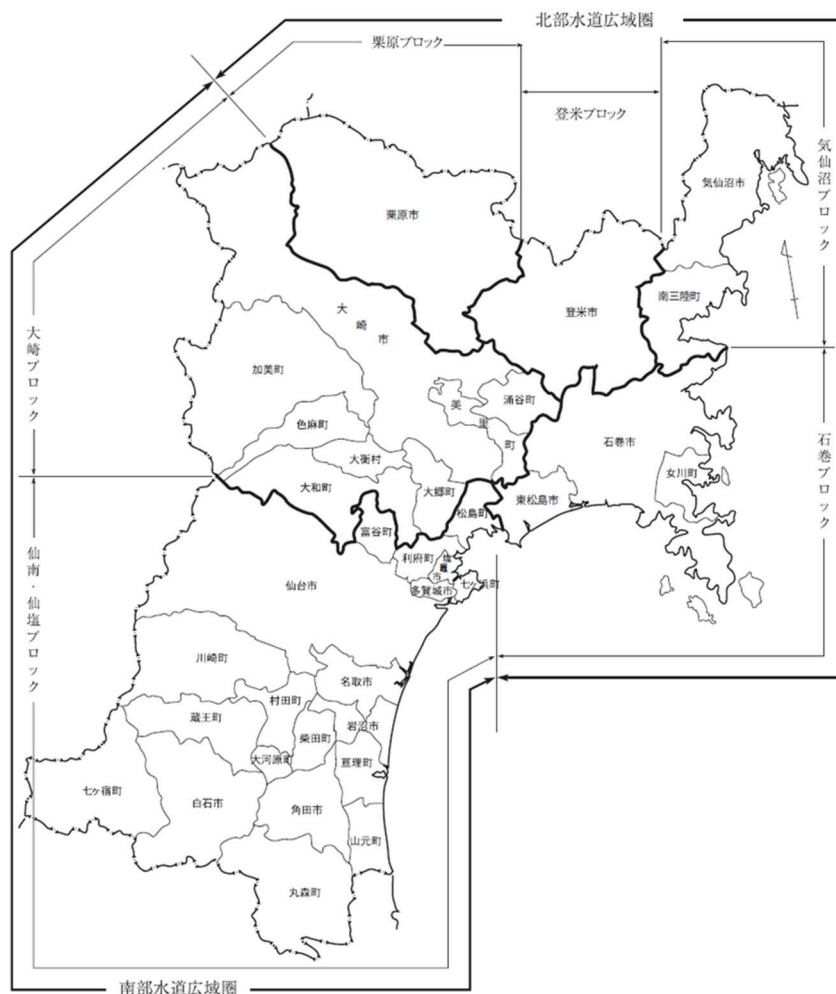 北部水道広域圏
栗原ブロック
登米ブロック
気仙沼ブロック
気仙沼市
栗原市
南三陸町
登米市
大崎市
大崎ブロック
加美町
涌谷町
美里町
色麻町
石巻市
石巻ブロック
大衡村
女川町
大和町
大郷町
東松島市
松島町
富谷町
利府町
市
七ヶ浜町
多賀城市
仙台市
仙南・仙塩ブロック
川崎町
名取市
村田町
蔵王町
岩沼市
柴田町
大河原町
亘理町
七ヶ宿町
白石市
角田市
山元町
丸森町
南部水道広域圏